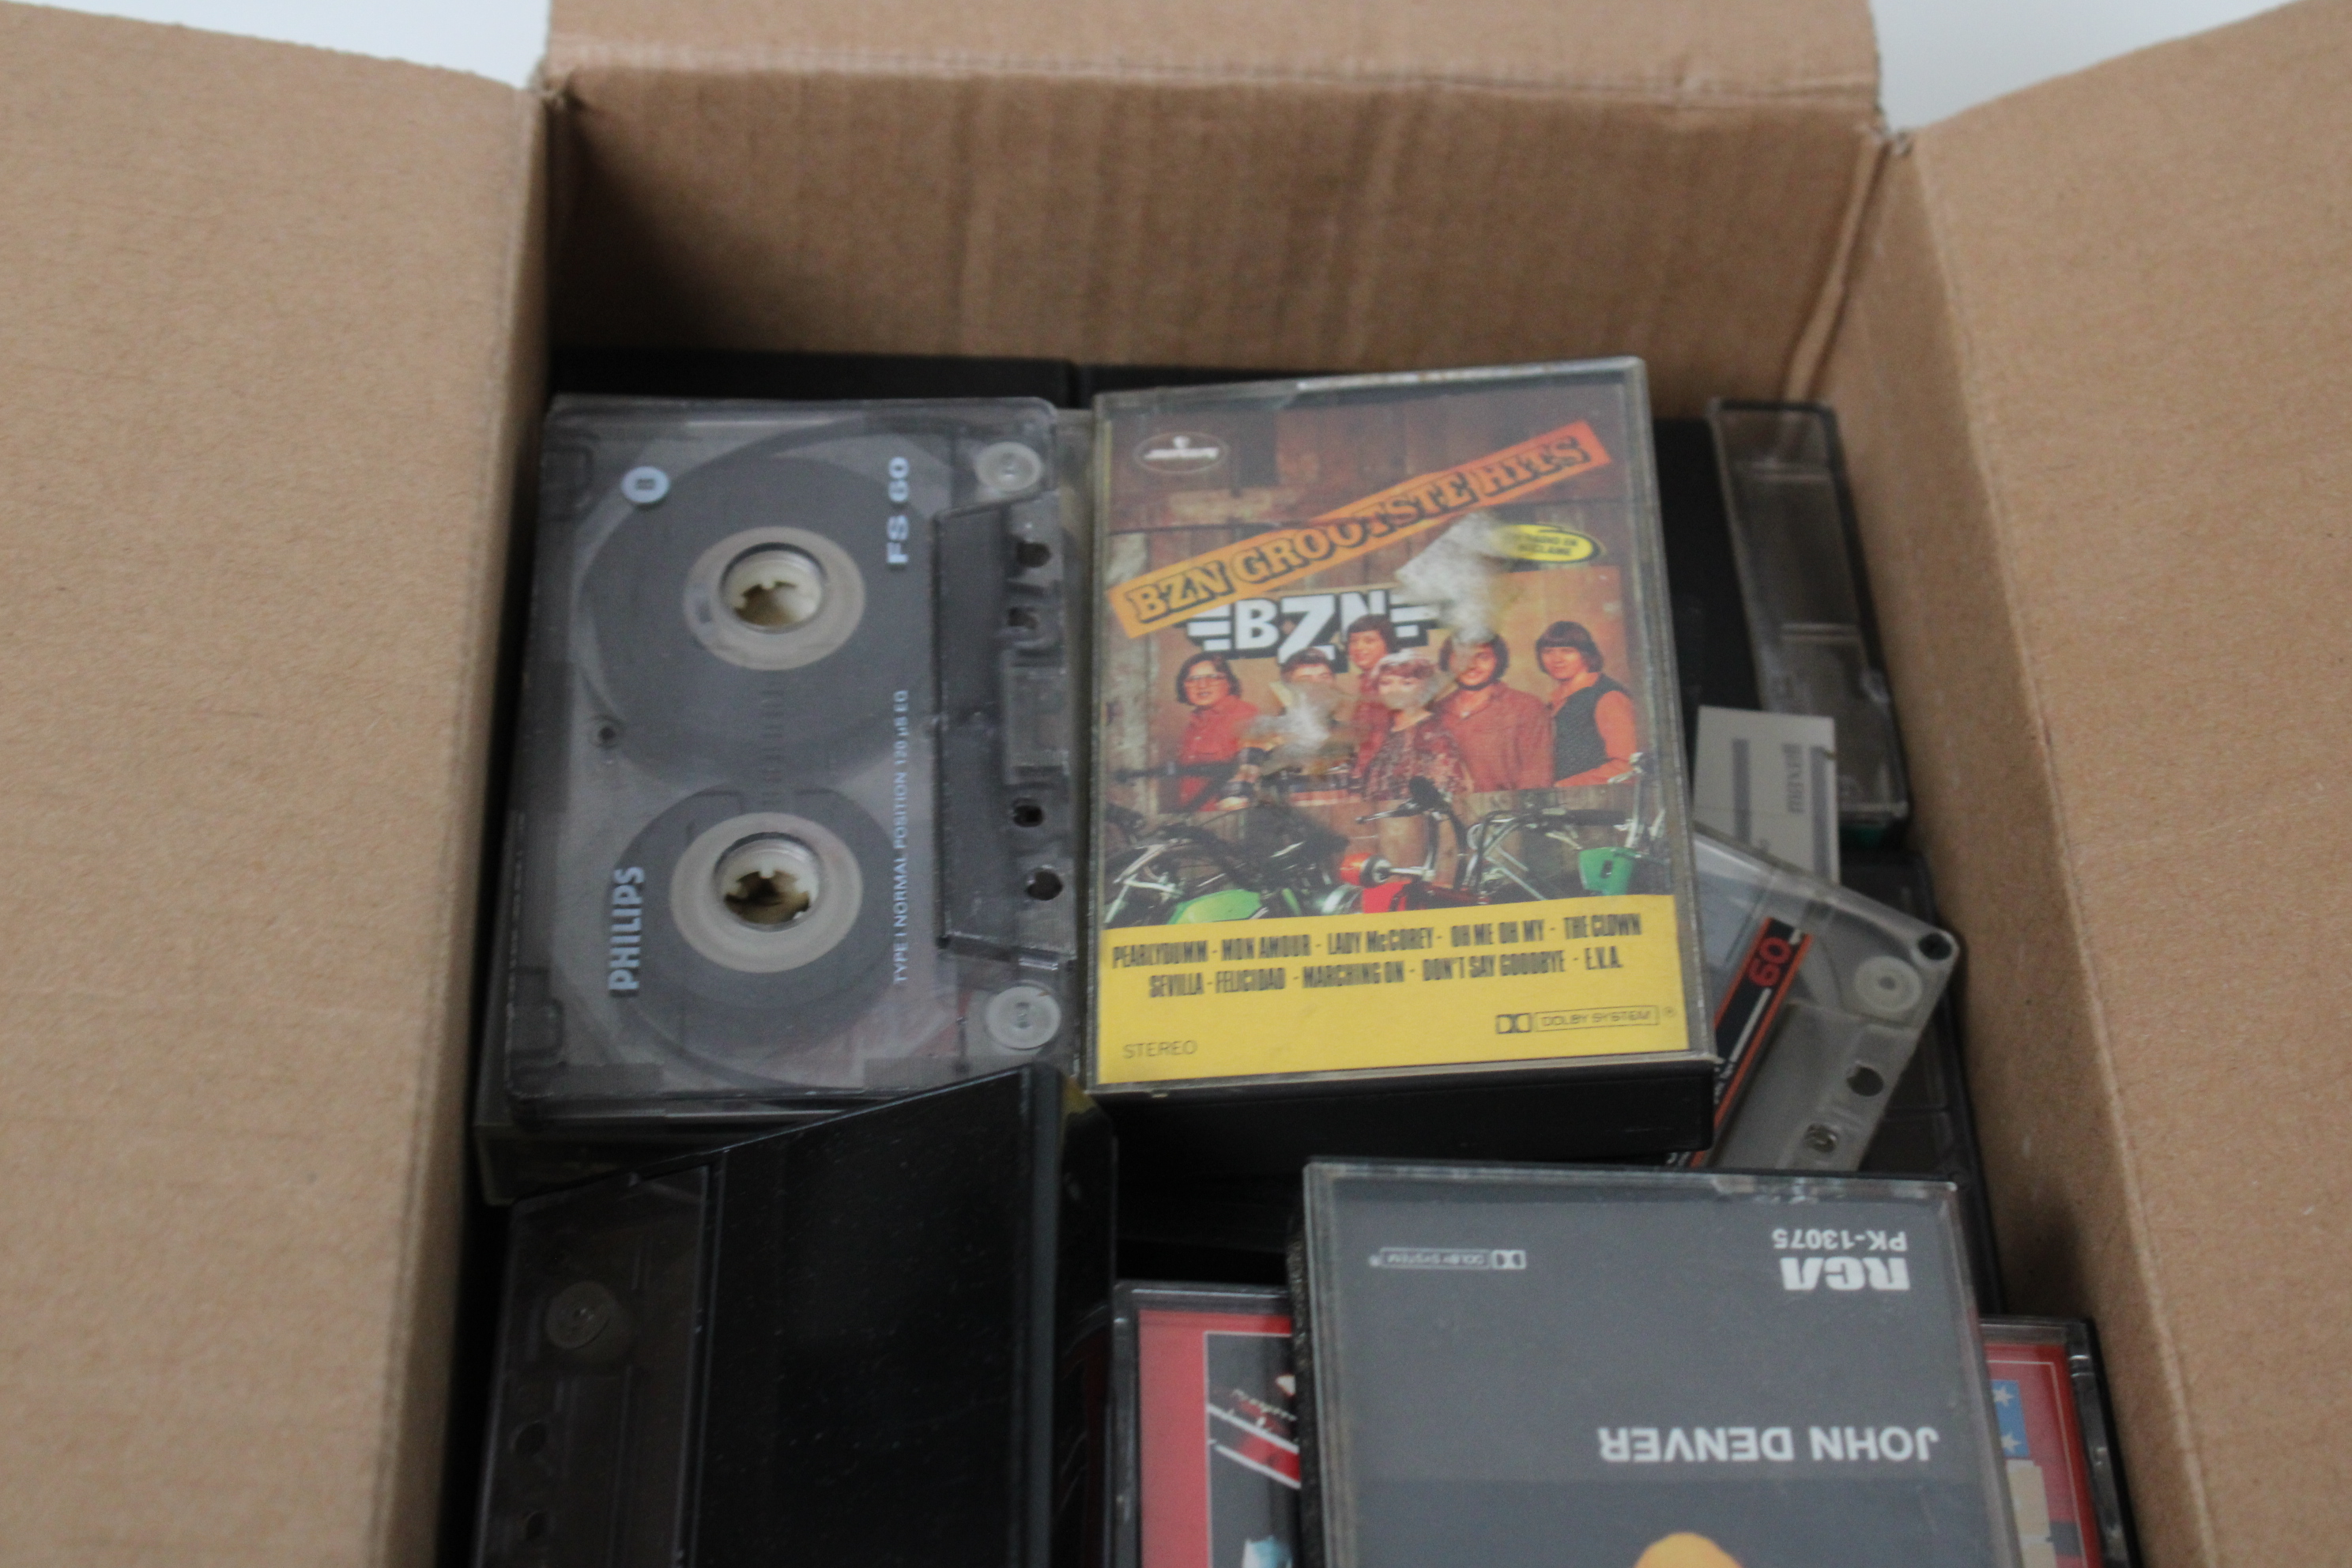 B
FS 60
PHILIPS
TYPE I NORMAL POSITION 120 µS EQ
BZN GROOTSTE HITS
BZN
PEARLYDUMM - MON AMOUR - LADY McCOREY - OH ME OH MY - THE CLOWN
SEVILLA - FELICIDAD - MARCHING ON - DON'T SAY GOODBYE - E.V.A.
DOLBY SYSTEM ®
STEREO
maxell
60
DOLBY SYSTEM ®
RCA
PK-13075
JOHN DENVER